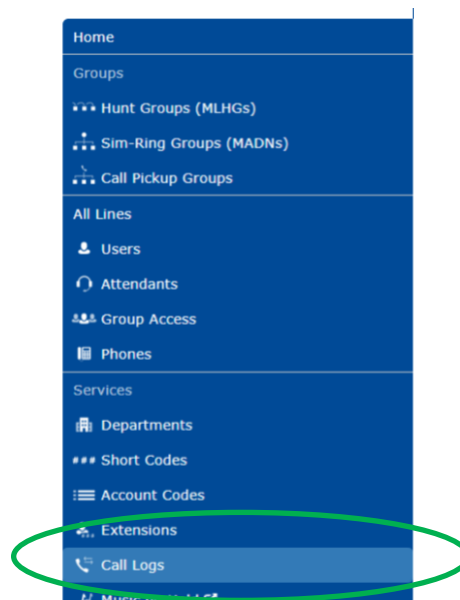 Home
Groups
Hunt Groups (MLHGs)
Sim-Ring Groups (MADNs)
Call Pickup Groups
All Lines
Users
Attendants
Group Access
Phones
Services
Departments
### Short Codes
Account Codes
Extensions
Call Logs